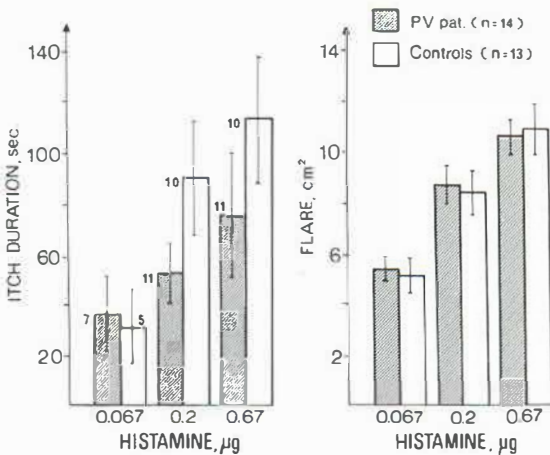 PV pat. (n=14)
Controls (n=13)
ITCH DURATION, sec.
140
100
60
20
7
5
11
10
11
10
0.067 0.2 0.67
HISTAMINE, µg
FLARE, cm²
10
6
2
0.067 0.2 0.67
HISTAMINE, µg